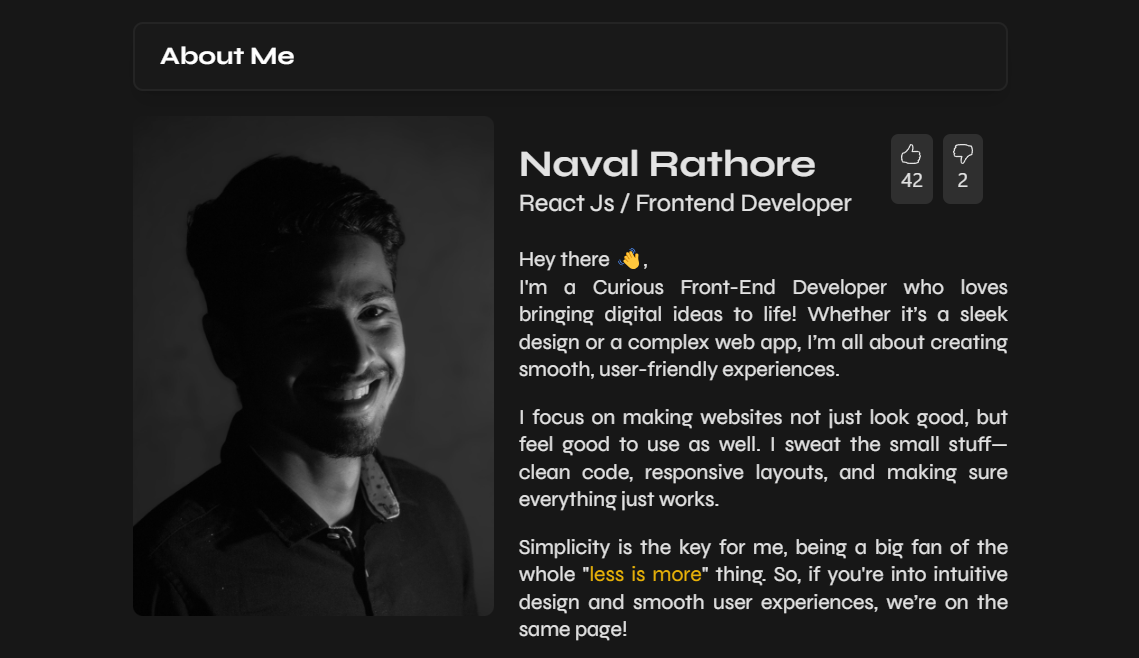 About Me
Naval Rathore
42
2
React Js / Frontend Developer
Hey there 👋,
I'm a Curious Front-End Developer who loves
bringing digital ideas to life! Whether it’s a sleek
design or a complex web app, I’m all about creating
smooth, user-friendly experiences.
I focus on making websites not just look good, but
feel good to use as well. I sweat the small stuff—
clean code, responsive layouts, and making sure
everything just works.
Simplicity is the key for me, being a big fan of the
whole "less is more" thing. So, if you're into intuitive
design and smooth user experiences, we’re on the
same page!